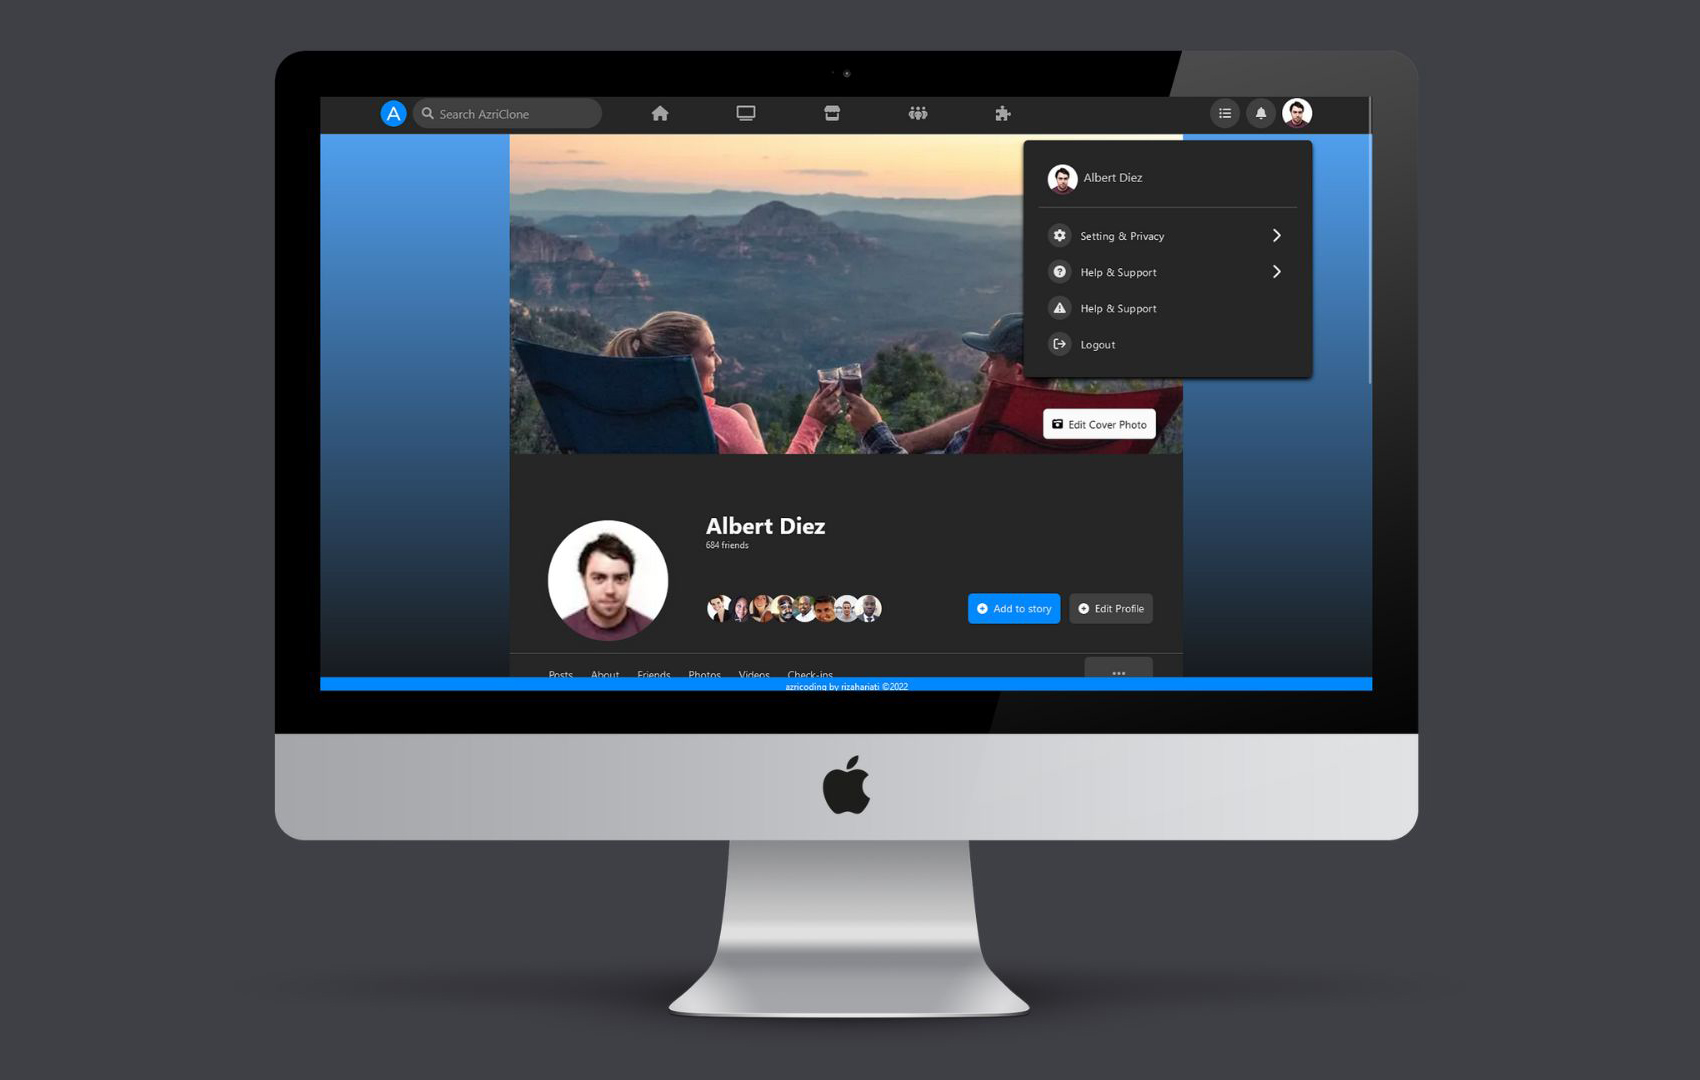 A
Search AzriClone
Albert Diez
Setting & Privacy
Help & Support
Help & Support
Logout
Edit Cover Photo
Albert Diez
684 friends
Add to story
Edit Profile
Posts About Friends Photos Videos Check-ins
azricoding by rizahariati ©2022